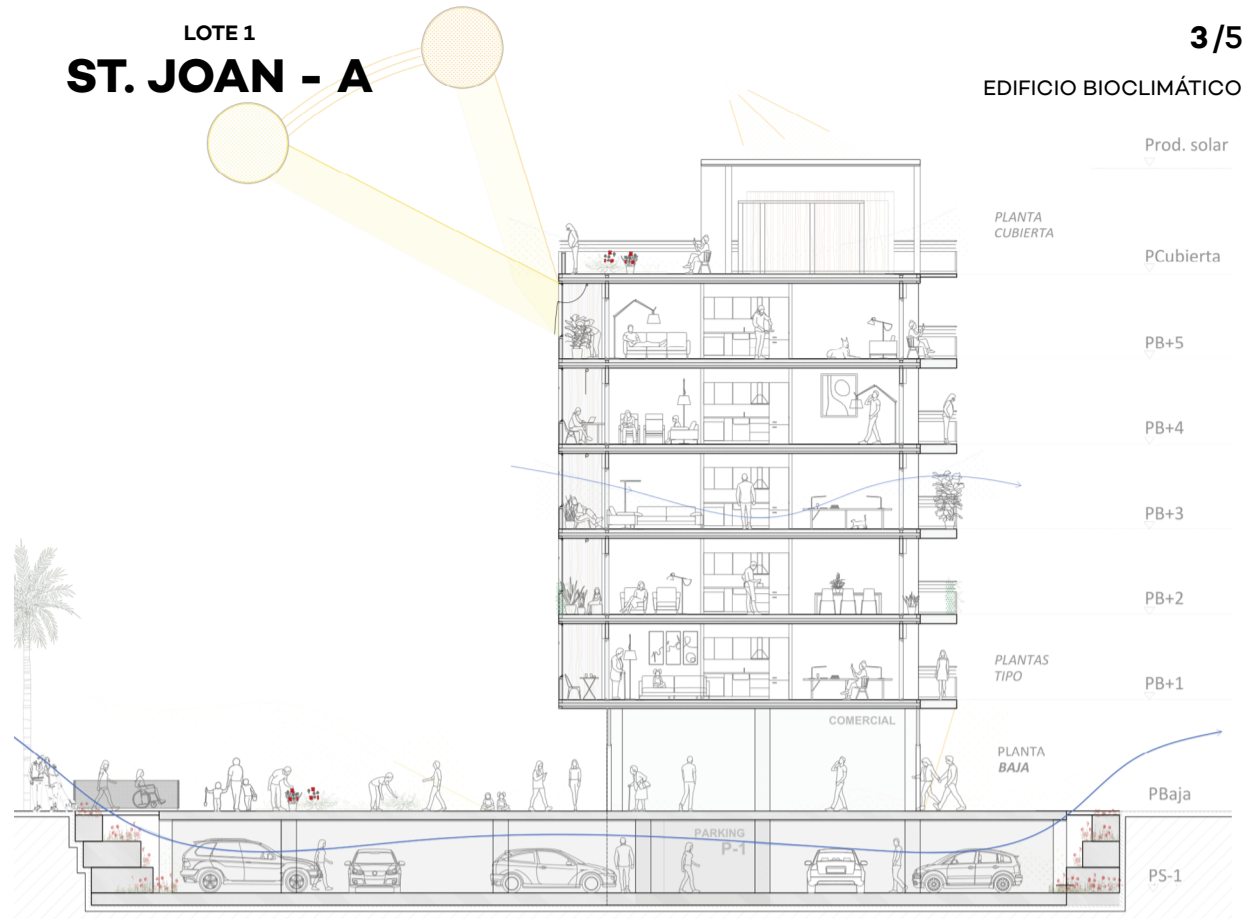 LOTE 1
ST. JOAN - A
3/5
EDIFICIO BIOCLIMÁTICO
Prod. solar
PLANTA
CUBIERTA
PCubierta
PB+5
PB+4
PB+3
PB+2
PLANTAS
TIPO
PB+1
COMERCIAL
PLANTA
BAJA
PBaja
PARKING
P-1
PS-1